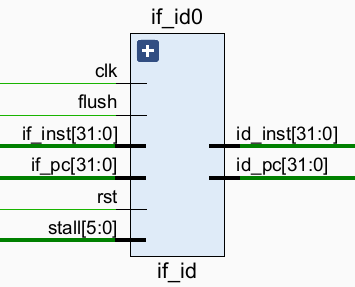 if_id0
clk
flush
if_inst[31:0]
id_inst[31:0]
if_pc[31:0]
id_pc[31:0]
rst
stall[5:0]
if_id